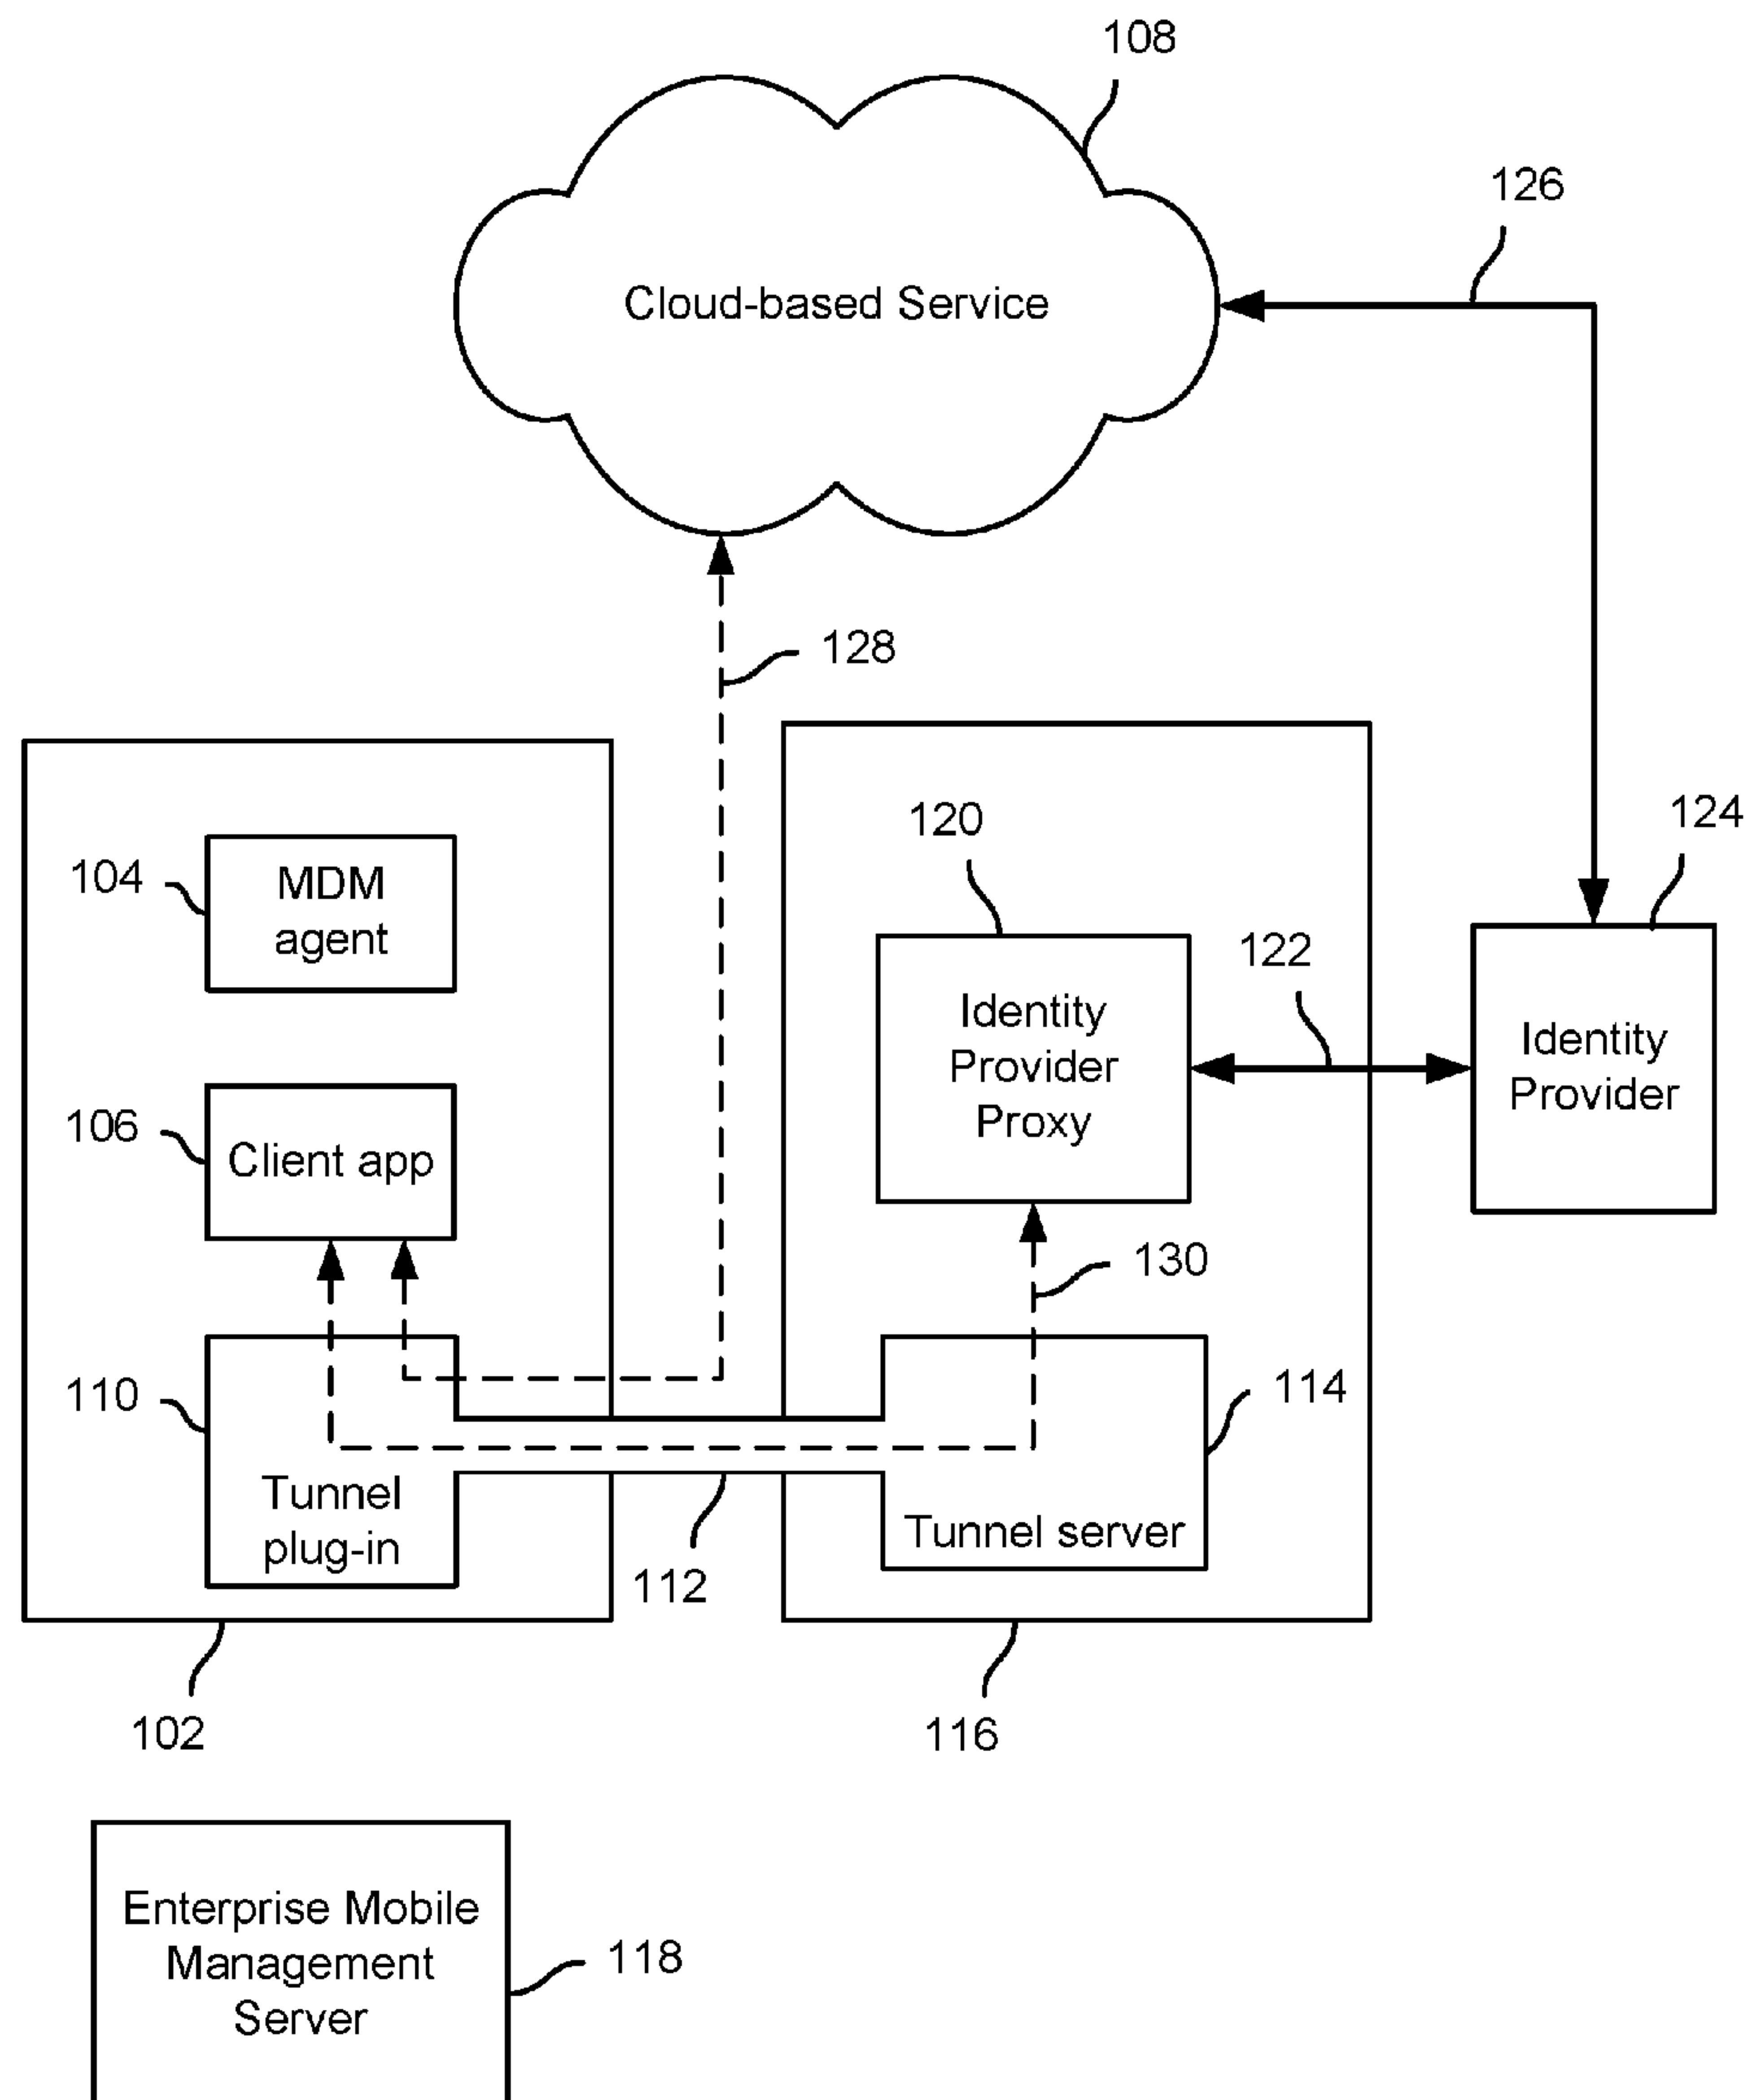 108
126
Cloud-based Service
128
120
124
104
MDM
agent
122
Identity
Provider
Proxy
Identity
Provider
106
Client app
130
110
114
Tunnel
plug-in
Tunnel server
112
102
116
Enterprise Mobile
Management
Server
118